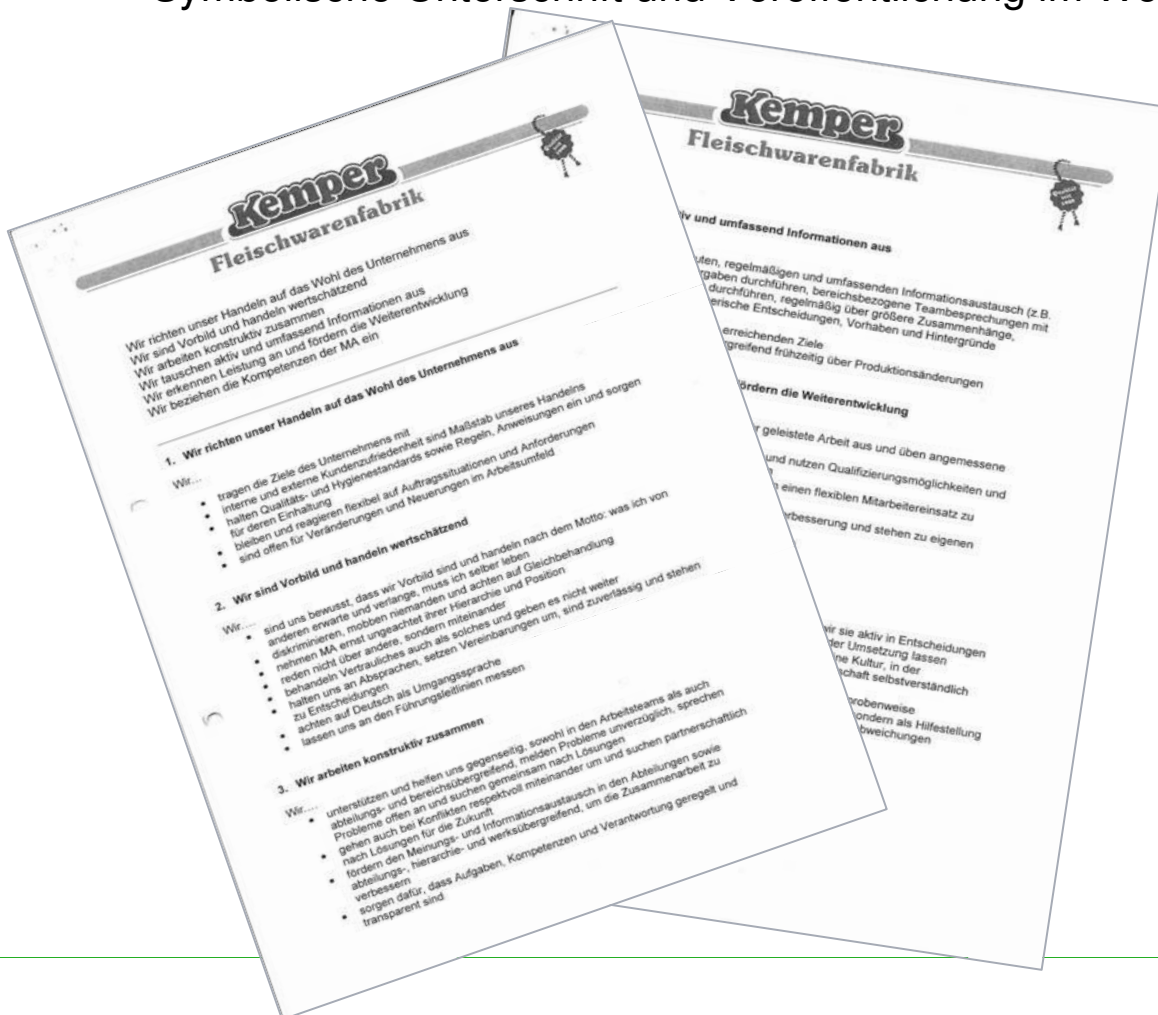 Symbolische Unterschrift und Veröffentlichung im We
Kemper
Fleischwarenfabrik
Wir richten unser Handeln auf das Wohl des Unternehmens aus
Wir sind Vorbild und handeln wertschätzend
Wir arbeiten konstruktiv zusammen
Wir tauschen aktiv und umfassend Informationen aus
Wir erkennen Leistung an und fördern die Weiterentwicklung
Wir beziehen die Kompetenzen der MA ein
1. Wir richten unser Handeln auf das Wohl des Unternehmens aus
Wir...
• tragen die Ziele des Unternehmens mit
• interne und externe Kundenzufriedenheit sind Maßstab unseres Handelns
• halten Qualitäts- und Hygienestandards sowie Regeln, Anweisungen ein und sorgen
für deren Einhaltung
• bleiben und reagieren flexibel auf Auftragssituationen und Anforderungen
• sind offen für Veränderungen und Neuerungen im Arbeitsumfeld
2. Wir sind Vorbild und handeln wertschätzend
Wir....
• sind uns bewusst, dass wir Vorbild sind und handeln nach dem Motto: was ich von
anderen erwarte und verlange, muss ich selber leben
• diskriminieren, mobben niemanden und achten auf Gleichbehandlung
• nehmen MA ernst ungeachtet ihrer Hierarchie und Position
• reden nicht über andere, sondern miteinander
• behandeln Vertrauliches auch als solches und geben es nicht weiter
• halten uns an Absprachen, setzen Vereinbarungen um, sind zuverlässig und stehen
zu Entscheidungen
• achten auf Deutsch als Umgangssprache
• lassen uns an den Führungsleitlinien messen
3. Wir arbeiten konstruktiv zusammen
Wir....
• unterstützen und helfen uns gegenseitig, sowohl in den Arbeitsteams als auch
abteilungs- und bereichsübergreifend, melden Probleme unverzüglich, sprechen
Probleme offen an und suchen gemeinsam nach Lösungen
• gehen auch bei Konflikten respektvoll miteinander um und suchen partnerschaftlich
nach Lösungen für die Zukunft
• fördern den Meinungs- und Informationsaustausch in den Abteilungen sowie
abteilungs-, hierarchie- und werksübergreifend, um die Zusammenarbeit zu
verbessern
• sorgen dafür, dass Aufgaben, Kompetenzen und Verantwortung geregelt und
transparent sind
Kemper
Fleischwarenfabrik
iv und umfassend Informationen aus
uten, regelmäßigen und umfassenden Informationsaustausch (z.B.
rgaben durchführen, bereichsbezogene Teambesprechungen mit
durchführen, regelmäßig über größere Zusammenhänge,
erische Entscheidungen, Vorhaben und Hintergründe
erreichenden Ziele
rgreifend frühzeitig über Produktionsänderungen
ördern die Weiterentwicklung
r geleistete Arbeit aus und üben angemessene
und nutzen Qualifizierungsmöglichkeiten und
einen flexiblen Mitarbeitereinsatz zu
erbesserung und stehen zu eigenen
ir sie aktiv in Entscheidungen
der Umsetzung lassen
ne Kultur, in der
schaft selbstverständlich
probenweise
ondern als Hilfestellung
bweichungen